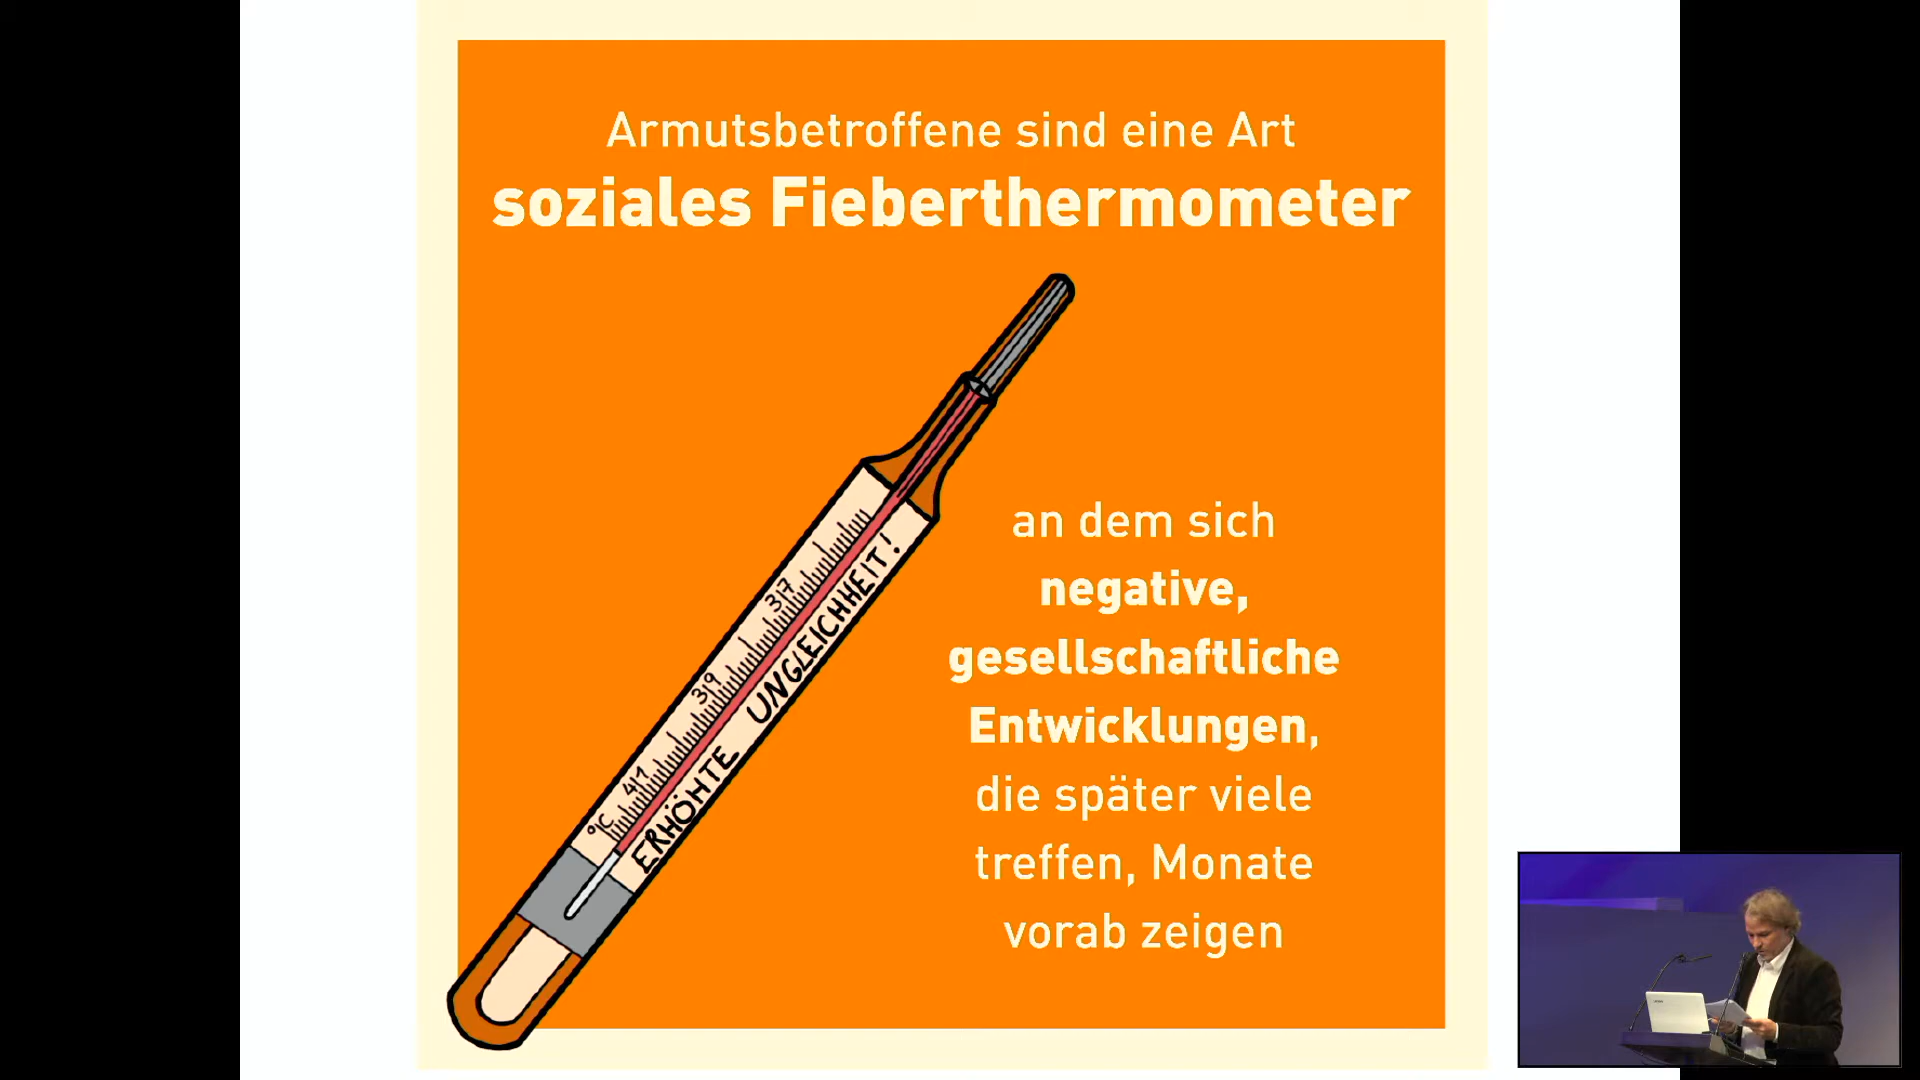 Armutsbetroffene sind eine Art
soziales Fieberthermometer
an dem sich
negative,
gesellschaftliche
Entwicklungen,
die später viele
treffen, Monate
vorab zeigen
37
39
41
°C
ERHÖHTE UNGLEICHHEIT!